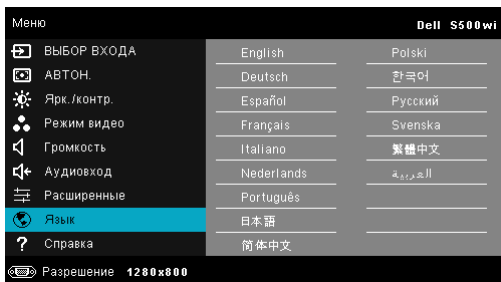 Меню Dell S500wi
ВЫБОР ВХОДА English Polski
АВТОН. Deutsch 한국어
Ярк./контр. Español Русский
Режим видео Français Svenska
Громкость Italiano 繁體中文
Аудиовход Nederlands العربية
Расширенные Português
Язык 日本語
? Справка 简体中文
Разрешение 1280x800